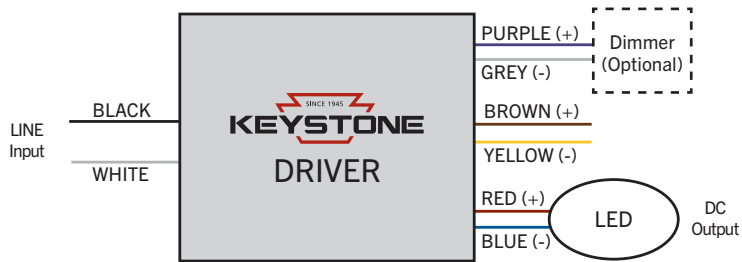 PURPLE (+)
GREY (-)
Dimmer
(Optional)
LINE
Input
BLACK
WHITE
SINCE 1945
KEYSTONE
DRIVER
BROWN (+)
YELLOW (-)
RED (+)
BLUE (-)
LED
DC
Output